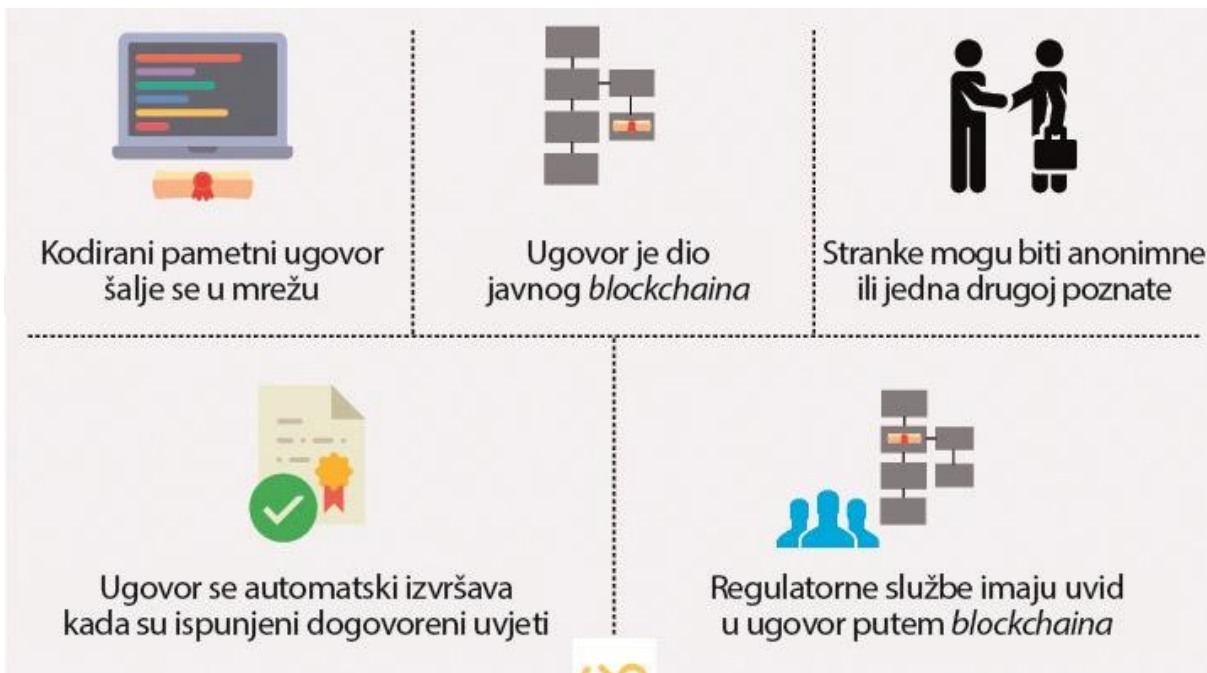 Kodirani pametni ugovor
šalje se u mrežu
Ugovor je dio
javnog blockchaina
Stranke mogu biti anonimne
ili jedna drugoj poznate
Ugovor se automatski izvršava
kada su ispunjeni dogovoreni uvjeti
Regulatorne službe imaju uvid
u ugovor putem blockchaina